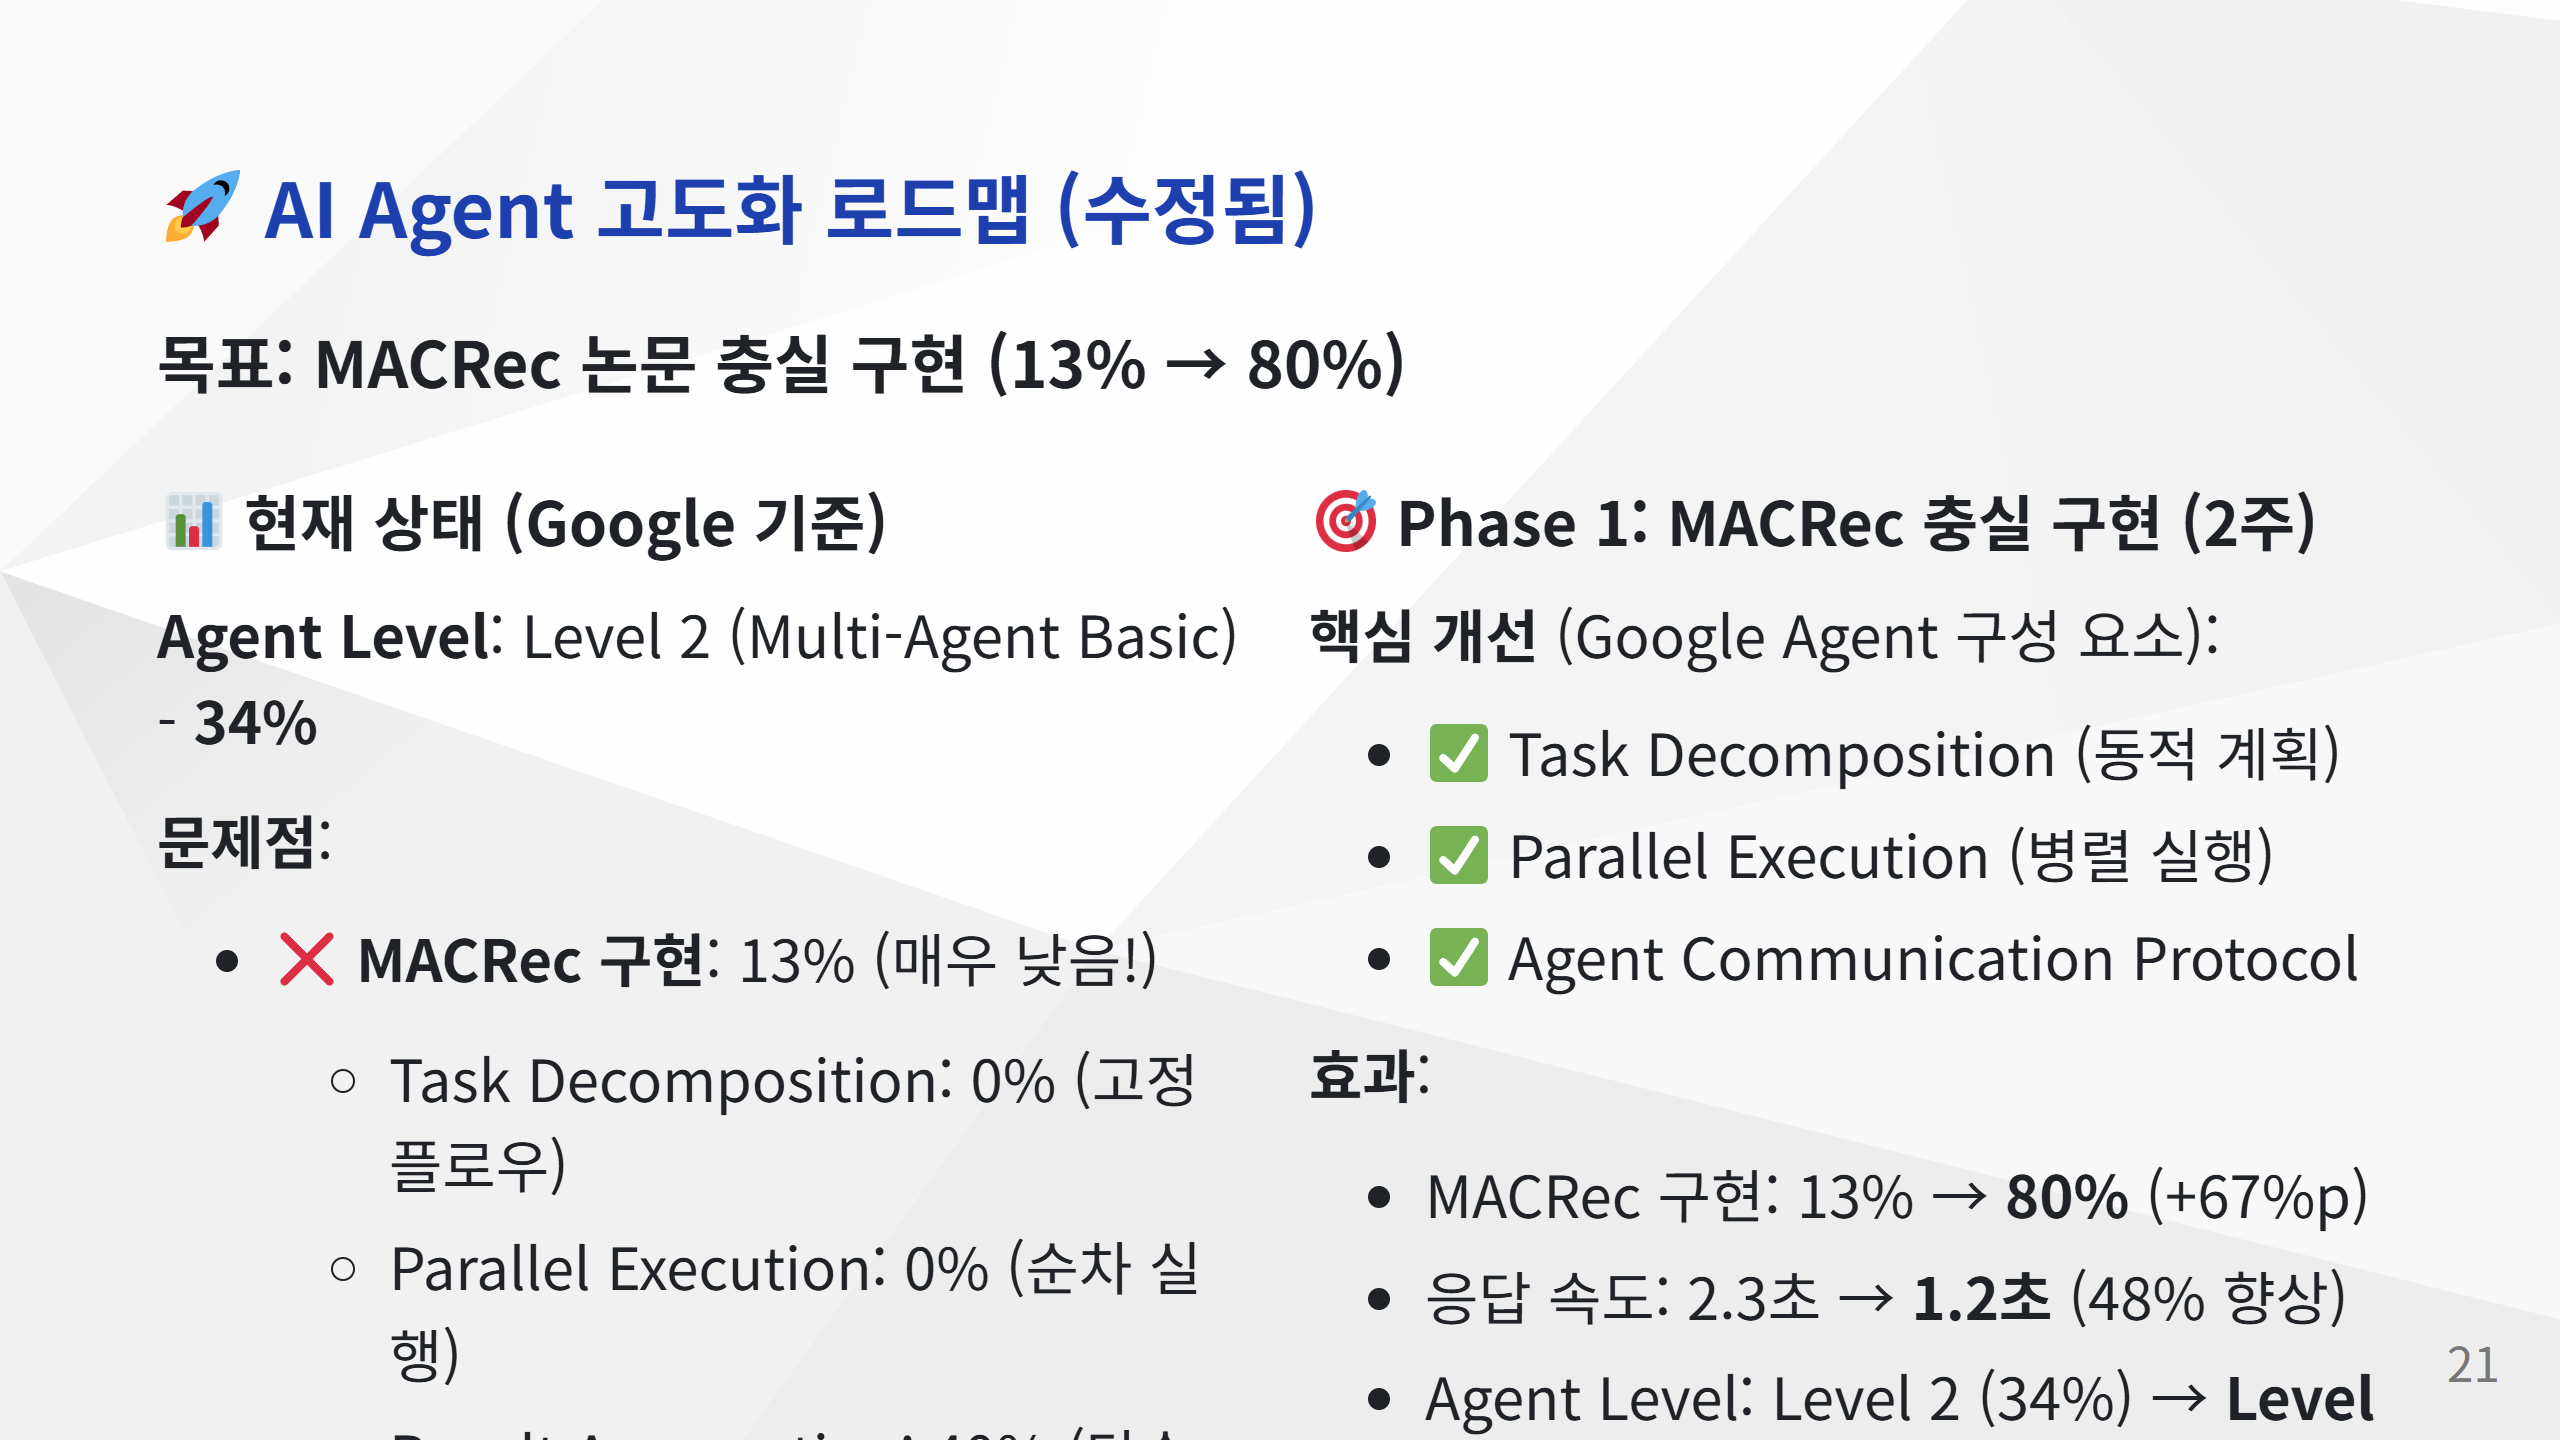 🚀 AI Agent 고도화 로드맵 (수정됨)
목표: MACRec 논문 충실 구현 (13% → 80%)
📊 현재 상태 (Google 기준)
Agent Level: Level 2 (Multi-Agent Basic)
- 34%
문제점:
• ❌ MACRec 구현: 13% (매우 낮음!)
○ Task Decomposition: 0% (고정
플로우)
○ Parallel Execution: 0% (순차 실
행)
🎯 Phase 1: MACRec 충실 구현 (2주)
핵심 개선 (Google Agent 구성 요소):
• ✅ Task Decomposition (동적 계획)
• ✅ Parallel Execution (병렬 실행)
• ✅ Agent Communication Protocol
효과:
• MACRec 구현: 13% → 80% (+67%p)
• 응답 속도: 2.3초 → 1.2초 (48% 향상)
• Agent Level: Level 2 (34%) → Level
21